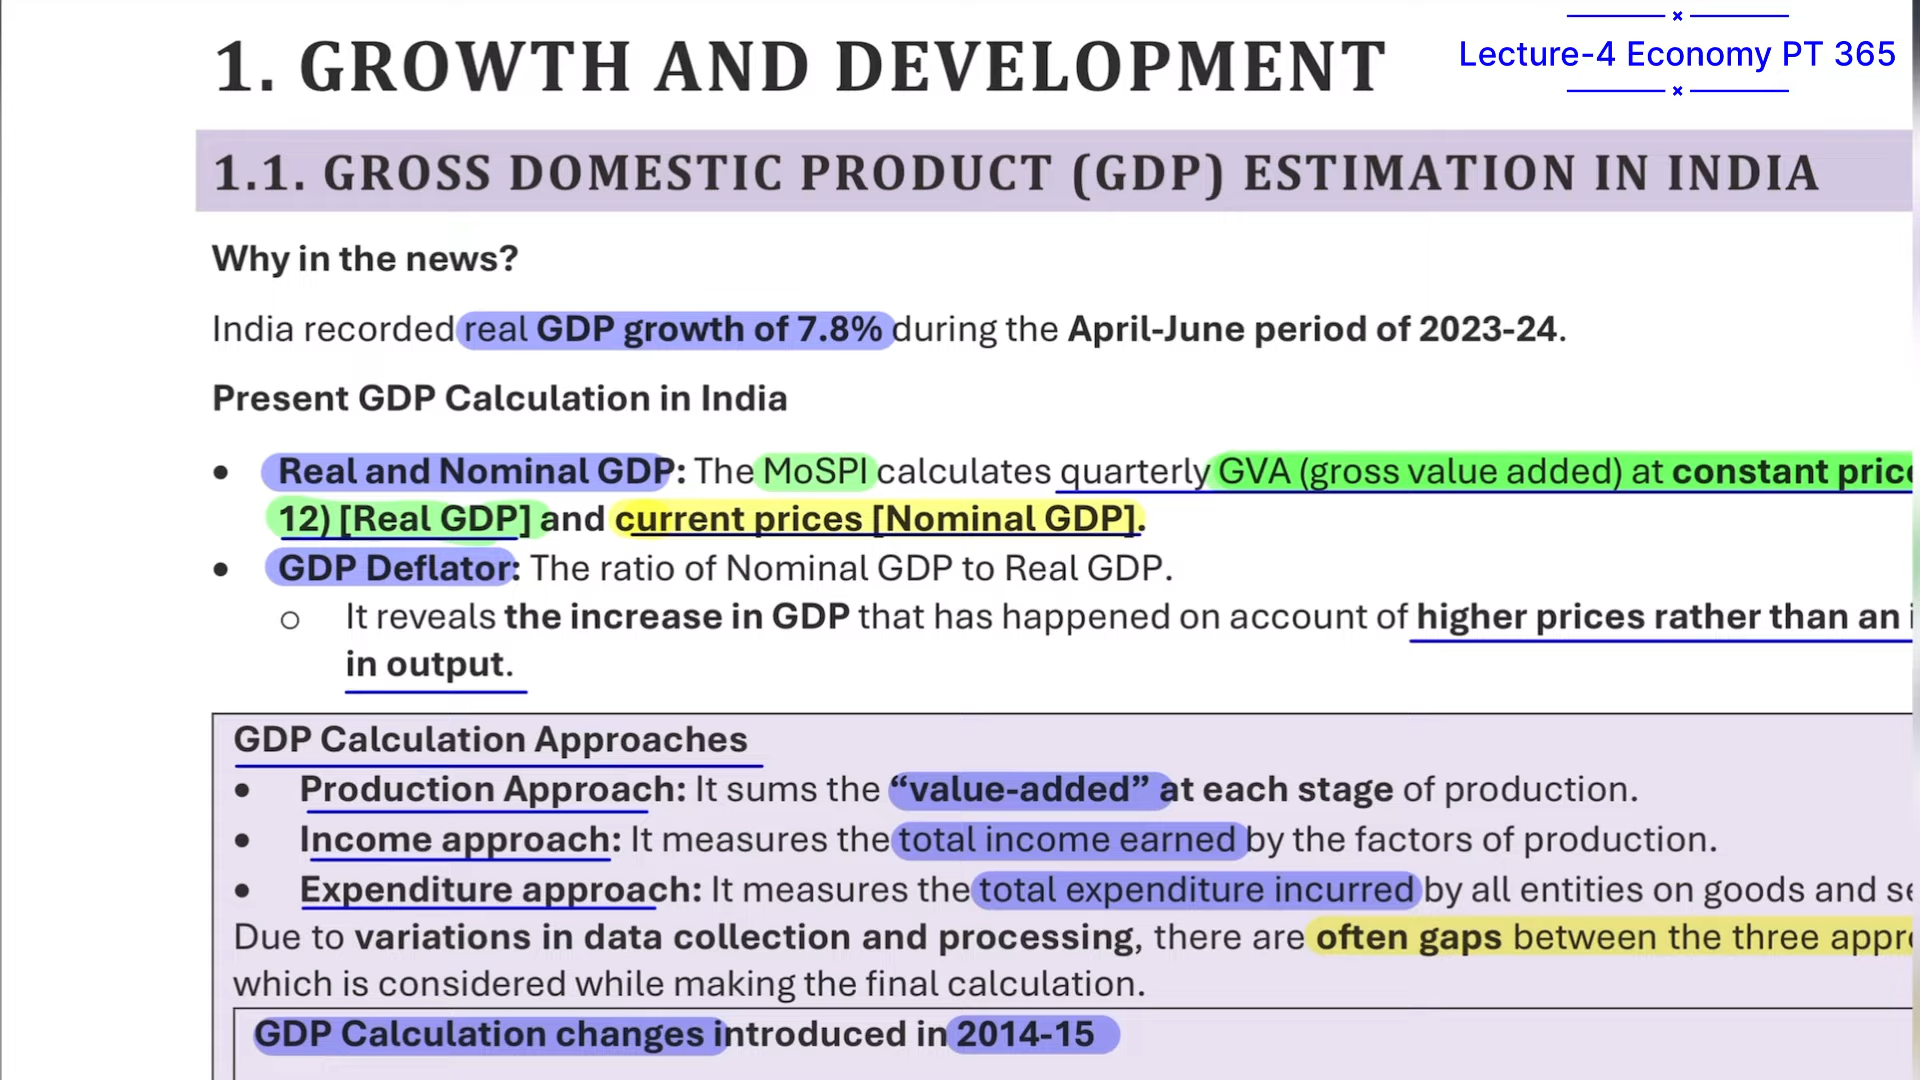 Lecture-4 Economy PT 365
1. GROWTH AND DEVELOPMENT
1.1. GROSS DOMESTIC PRODUCT (GDP) ESTIMATION IN INDIA
Why in the news?
India recorded real GDP growth of 7.8% during the April-June period of 2023-24.
Present GDP Calculation in India
• Real and Nominal GDP: The MoSPI calculates quarterly GVA (gross value added) at constant
12) [Real GDP] and current prices [Nominal GDP].
• GDP Deflator: The ratio of Nominal GDP to Real GDP.
○ It reveals the increase in GDP that has happened on account of higher prices rather than an
in output.
GDP Calculation Approaches
• Production Approach: It sums the “value-added” at each stage of production.
• Income approach: It measures the total income earned by the factors of production.
• Expenditure approach: It measures the total expenditure incurred by all entities on goods and
Due to variations in data collection and processing, there are often gaps between the three
which is considered while making the final calculation.
GDP Calculation changes introduced in 2014-15